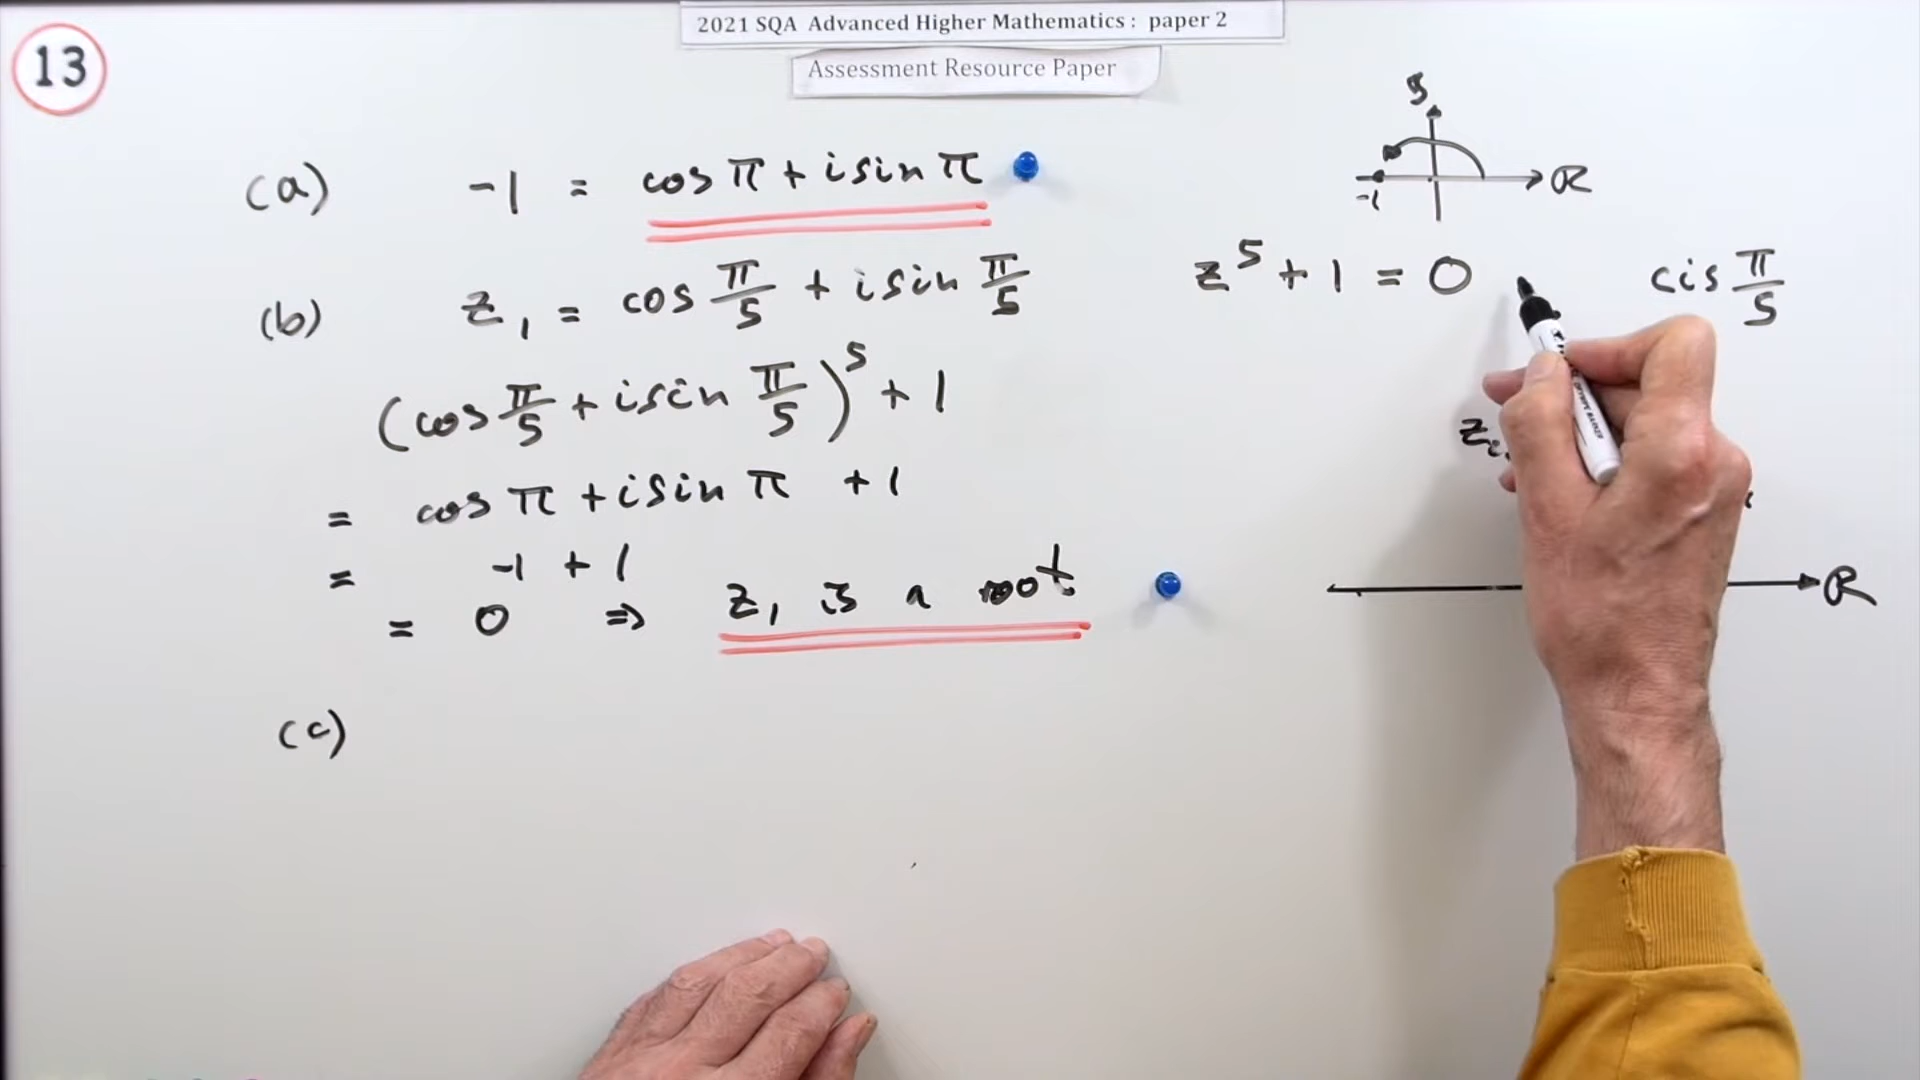 2021 SQA Advanced Higher Mathematics : paper 2
Assessment Resource Paper
13
(a) -1 = cos π + i sin π
ℑ
-1
ℜ
(b) z₁ = cos π/5 + i sin π/5
z⁵ + 1 = 0
cis π/5
(cos π/5 + i sin π/5)⁵ + 1
= cos π + i sin π + 1
= -1 + 1
= 0 ⇒ z₁ is a root
ℜ
(c)